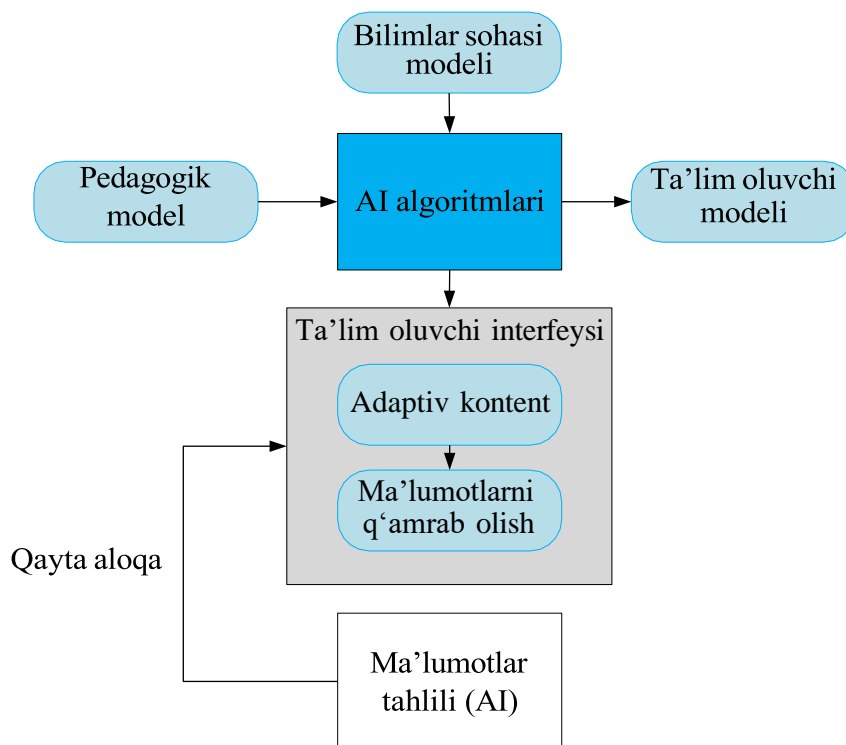 Bilimlar sohasi
modeli
Pedagogik
model
AI algoritmlari
Ta’lim oluvchi
modeli
Ta’lim oluvchi interfeysi
Adaptiv kontent
Ma’lumotlarni
q‘amrab olish
Qayta aloqa
Ma’lumotlar
tahlili (AI)